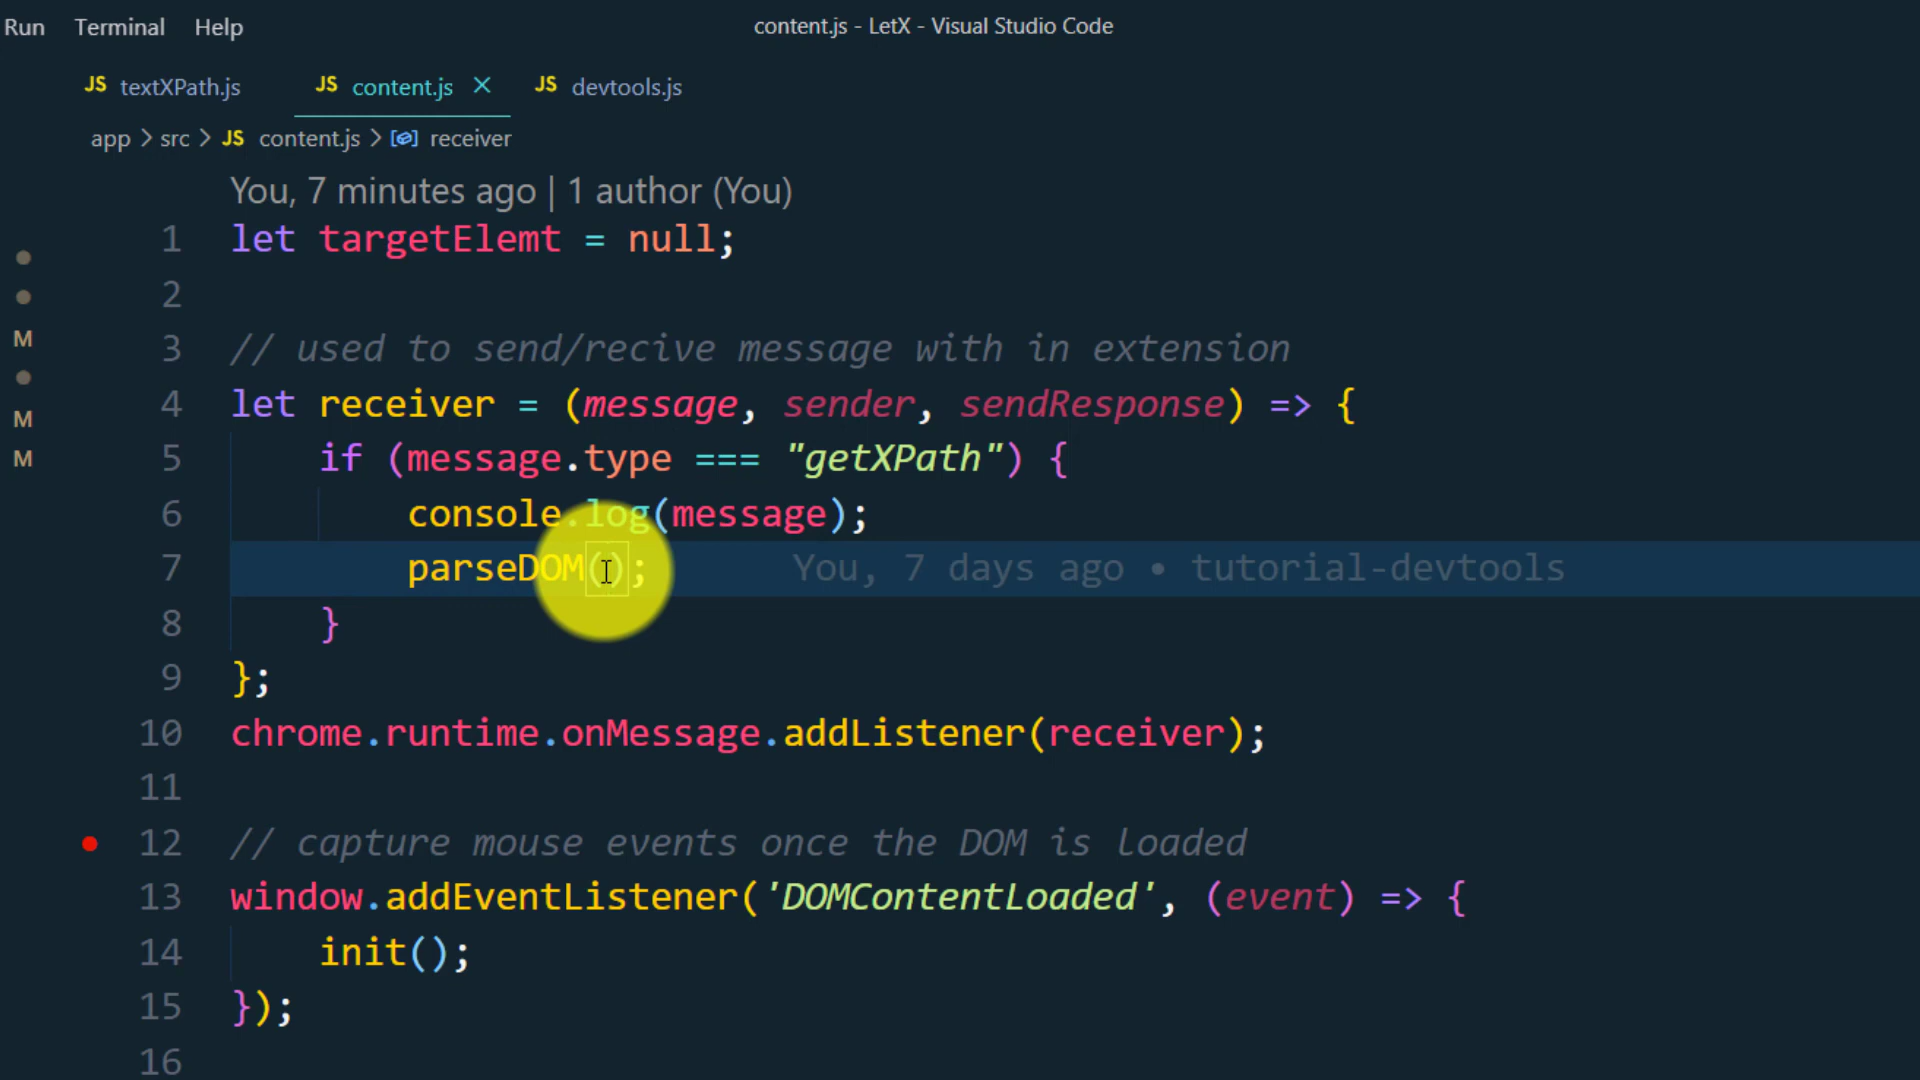 Run Terminal Help content.js - LetX - Visual Studio Code
JS textXPath.js JS content.js × JS devtools.js
app > src > JS content.js > receiver
You, 7 minutes ago | 1 author (You)
1 let targetElemt = null;
2
3 // used to send/recive message with in extension
4 let receiver = (message, sender, sendResponse) => {
M
5 if (message.type === "getXPath") {
M
M
6 console.log(message);
7 parseDOM(); You, 7 days ago • tutorial-devtools
8 }
9 };
10 chrome.runtime.onMessage.addListener(receiver);
11
12 // capture mouse events once the DOM is loaded
13 window.addEventListener('DOMContentLoaded', (event) => {
14 init();
15 });
16